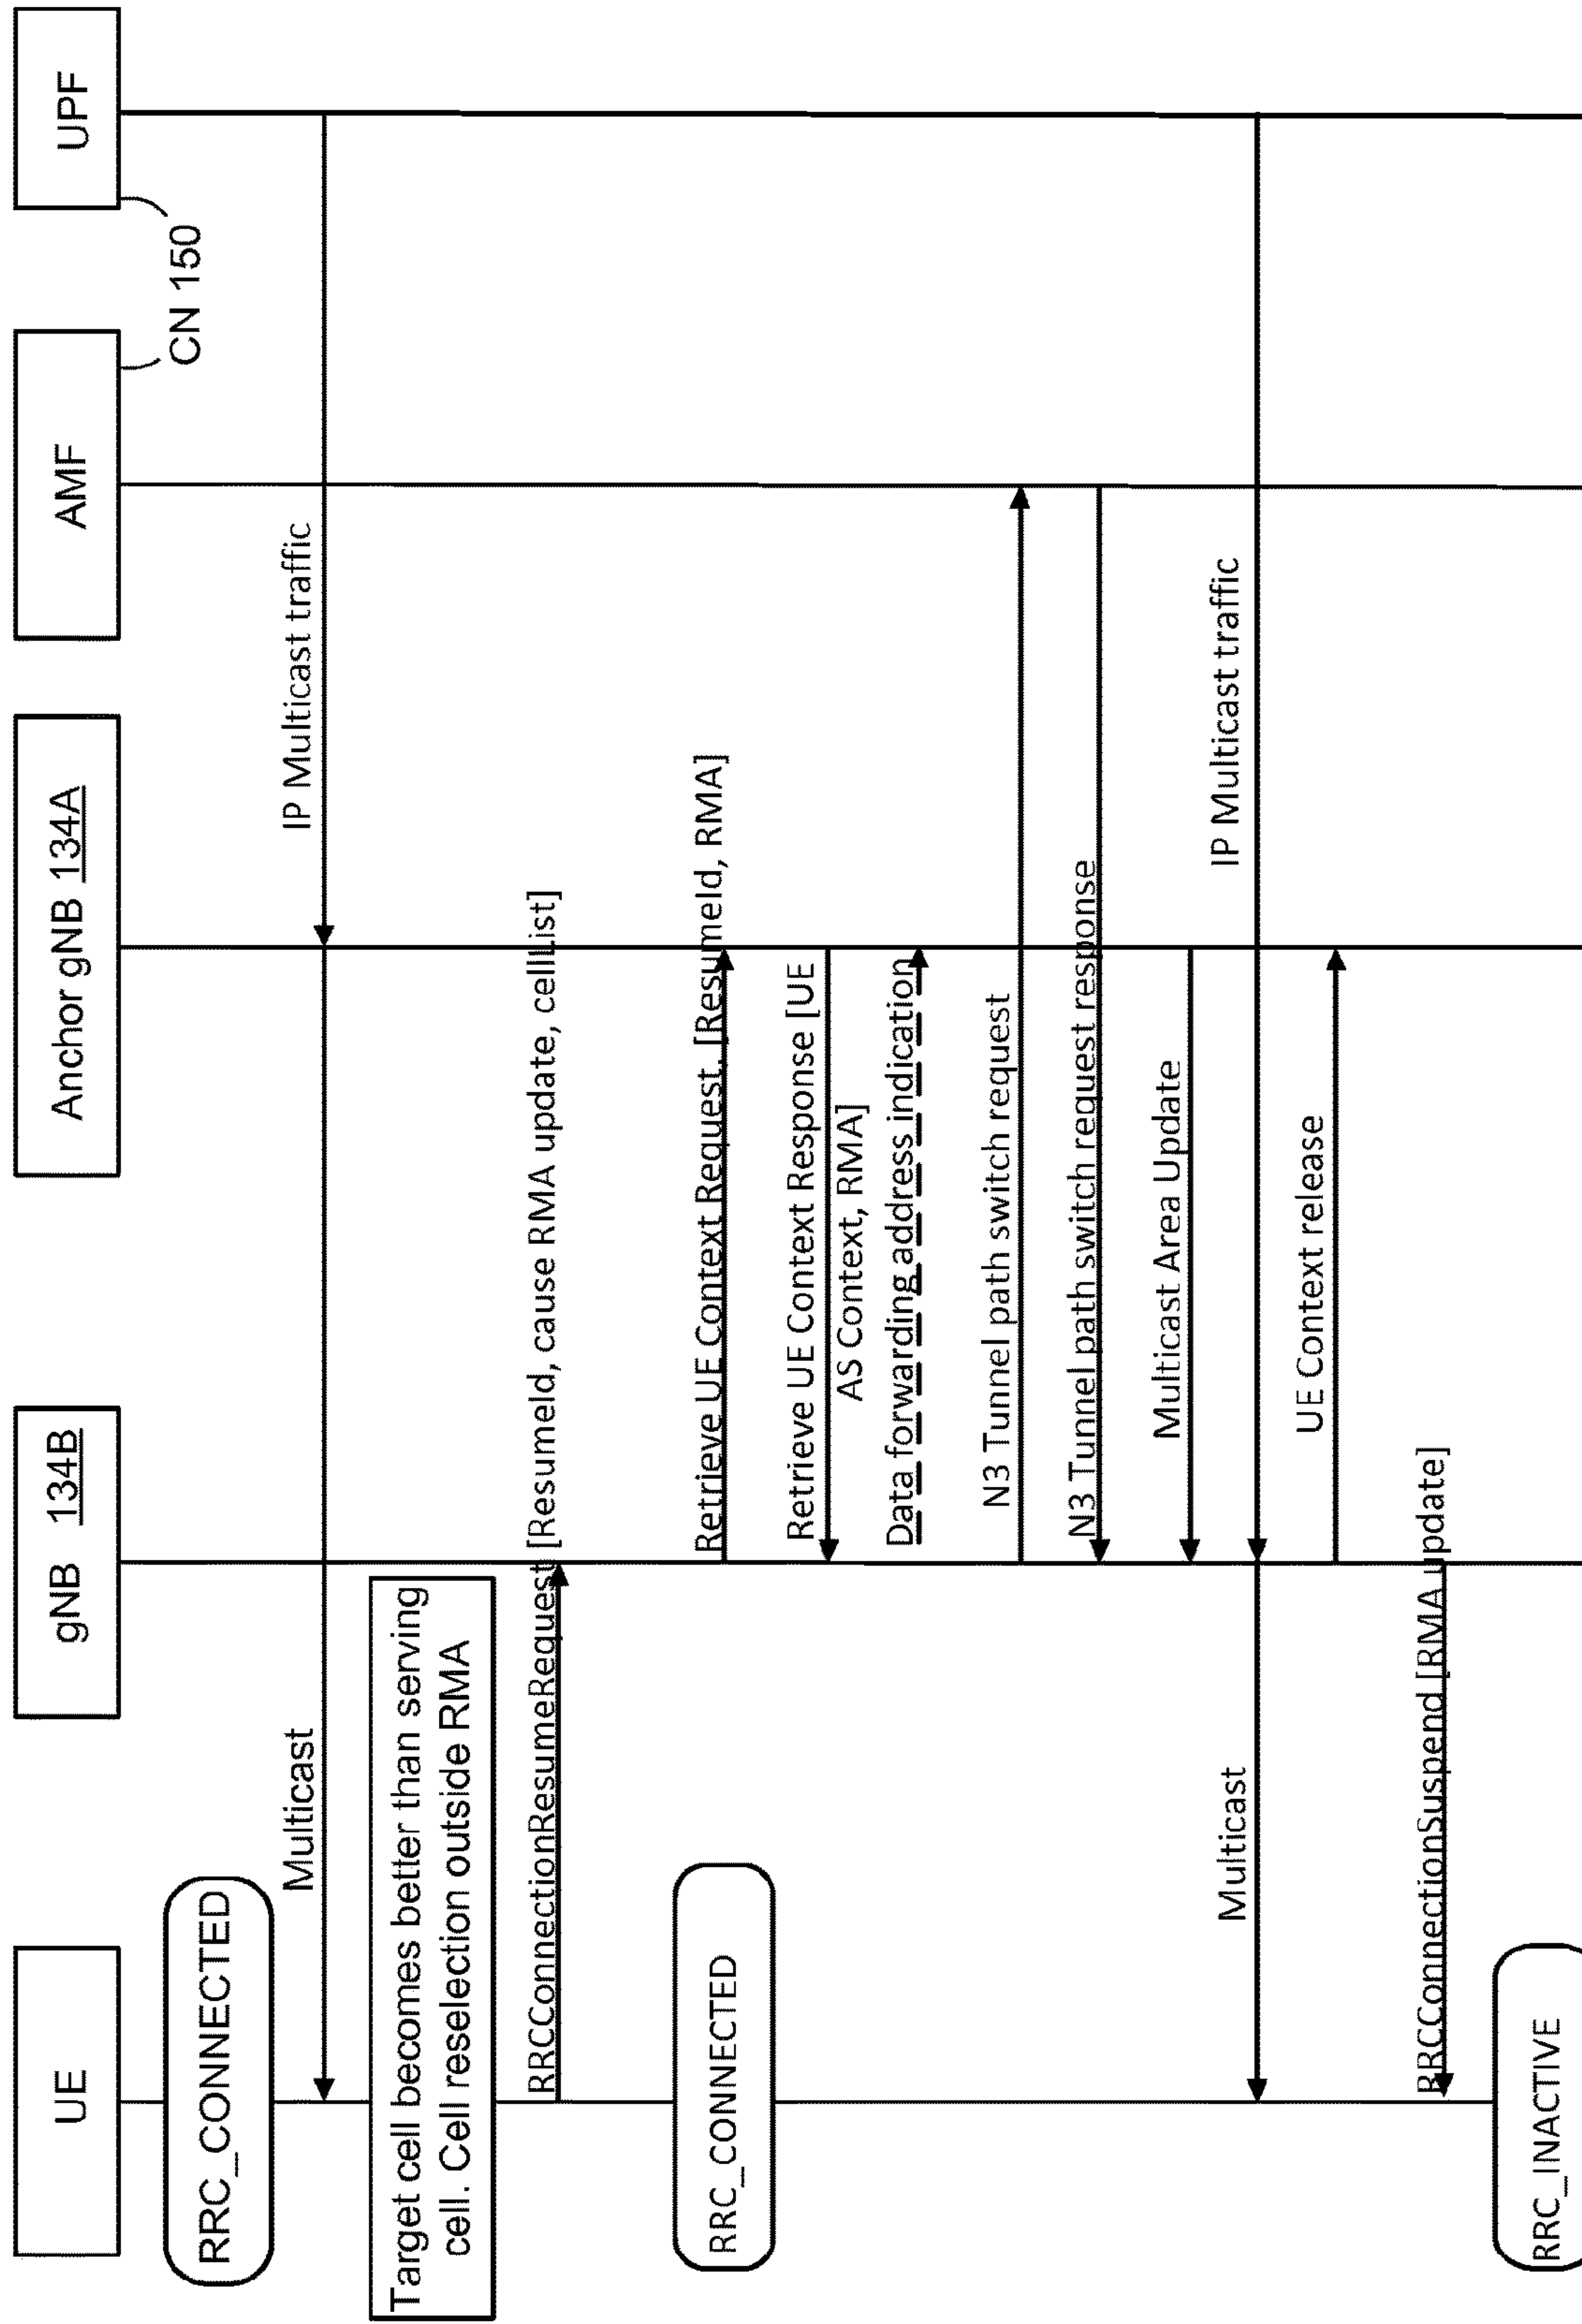 UE
gNB 134B
Anchor gNB 134A
AMF
UPF
CN 150
RRC_CONNECTED
Multicast
IP Multicast traffic
Target cell becomes better than serving
cell. Cell reselection outside RMA
RRCConnectionResumeRequest [ResumeId, cause RMA update, cellList]
RRC_CONNECTED
Retrieve UE Context Request, [ResumeId, RMA]
Retrieve UE Context Response [UE
AS Context, RMA]
Data forwarding address indication
N3 Tunnel path switch request
N3 Tunnel path switch request response
Multicast Area Update
Multicast
IP Multicast traffic
UE Context release
RRCConnectionSuspend [RMA update]
RRC_INACTIVE